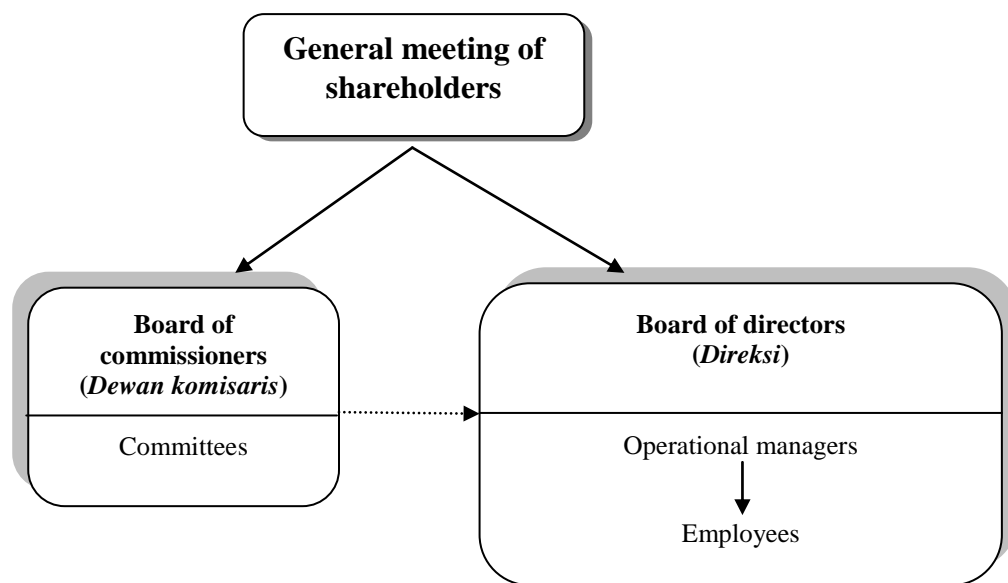 General meeting of
shareholders
Board of
commissioners
(Dewan komisaris)
Committees
Board of directors
(Direksi)
Operational managers
Employees